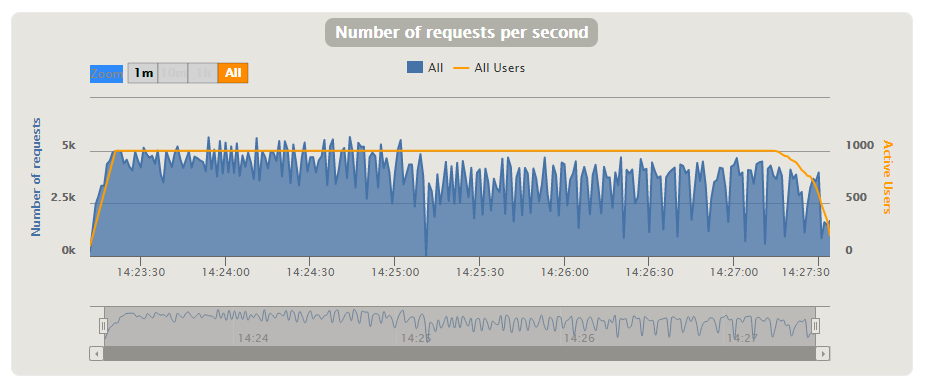 Number of requests per second
Zoom 1m 10m 1h All
All All Users
Number of requests
5k
2.5k
0k
1000
500
0
Active Users
14:23:30 14:24:00 14:24:30 14:25:00 14:25:30 14:26:00 14:26:30 14:27:00 14:27:30
14:24 14:25 14:26 14:27